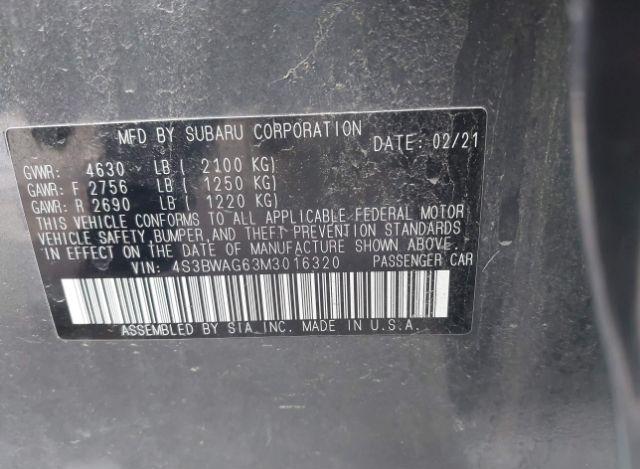 MFD BY SUBARU CORPORATION DATE: 02/21
GVWR: 4630 LB ( 2100 KG)
GAWR: F 2756 LB ( 1250 KG)
GAWR: R 2690 LB ( 1220 KG)
THIS VEHICLE CONFORMS TO ALL APPLICABLE FEDERAL MOTOR
VEHICLE SAFETY, BUMPER, AND THEFT PREVENTION STANDARDS
IN EFFECT ON THE DATE OF MANUFACTURE SHOWN ABOVE.
VIN: 4S3BWAG63M3016320 PASSENGER CAR
ASSEMBLED BY SIA INC. MADE IN U.S.A.